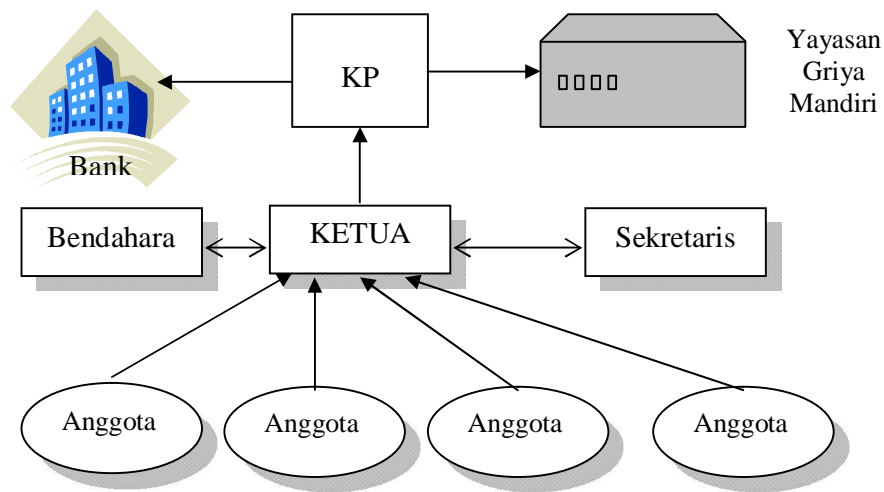 KP
Yayasan
Griya
Mandiri
Bank
Bendahara
KETUA
Sekretaris
Anggota
Anggota
Anggota
Anggota